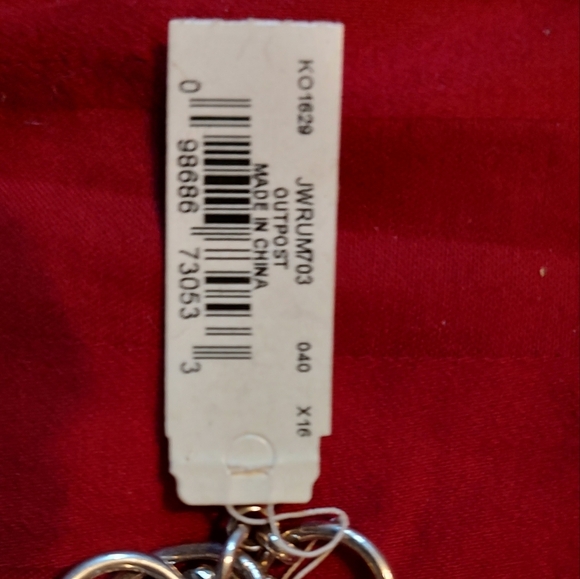 KO1629 JWRUM703 040 X16
OUTPOST
MADE IN CHINA
0 98686 73053 3